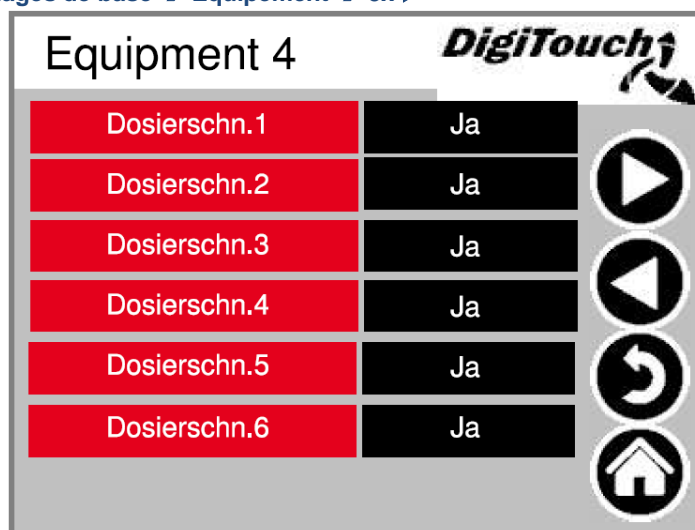 Equipment 4
DigiTouch
Dosierschn.1 Ja
Dosierschn.2 Ja
Dosierschn.3 Ja
Dosierschn.4 Ja
Dosierschn.5 Ja
Dosierschn.6 Ja